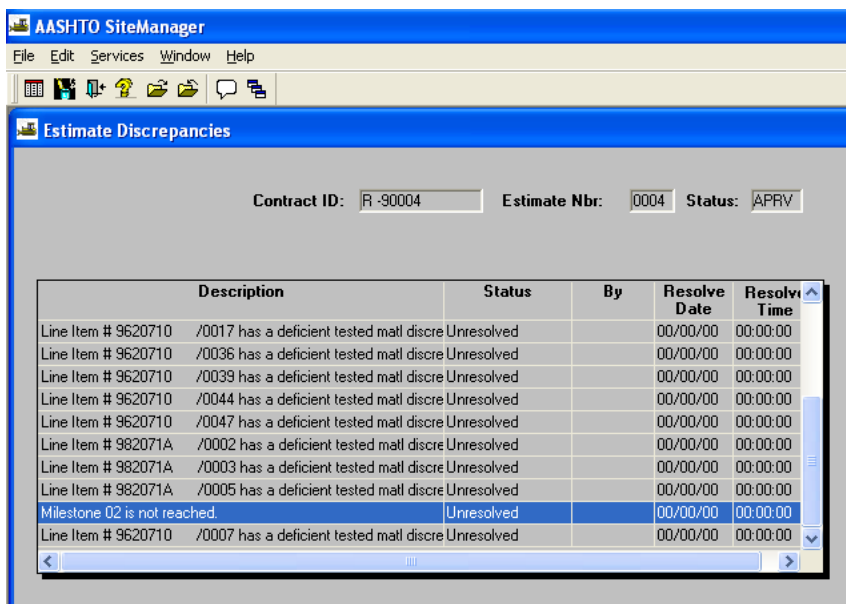 AASHTO SiteManager
File Edit Services Window Help
Estimate Discrepancies
Contract ID: R -90004 Estimate Nbr: 0004 Status: APRV
Description Status By Resolve Date Resolve Time
Line Item # 9620710 /0017 has a deficient tested matl discre Unresolved 00/00/00 00:00:00
Line Item # 9620710 /0036 has a deficient tested matl discre Unresolved 00/00/00 00:00:00
Line Item # 9620710 /0039 has a deficient tested matl discre Unresolved 00/00/00 00:00:00
Line Item # 9620710 /0044 has a deficient tested matl discre Unresolved 00/00/00 00:00:00
Line Item # 9620710 /0047 has a deficient tested matl discre Unresolved 00/00/00 00:00:00
Line Item # 982071A /0002 has a deficient tested matl discre Unresolved 00/00/00 00:00:00
Line Item # 982071A /0003 has a deficient tested matl discre Unresolved 00/00/00 00:00:00
Line Item # 982071A /0005 has a deficient tested matl discre Unresolved 00/00/00 00:00:00
Milestone 02 is not reached. Unresolved 00/00/00 00:00:00
Line Item # 9620710 /0007 has a deficient tested matl discre Unresolved 00/00/00 00:00:00